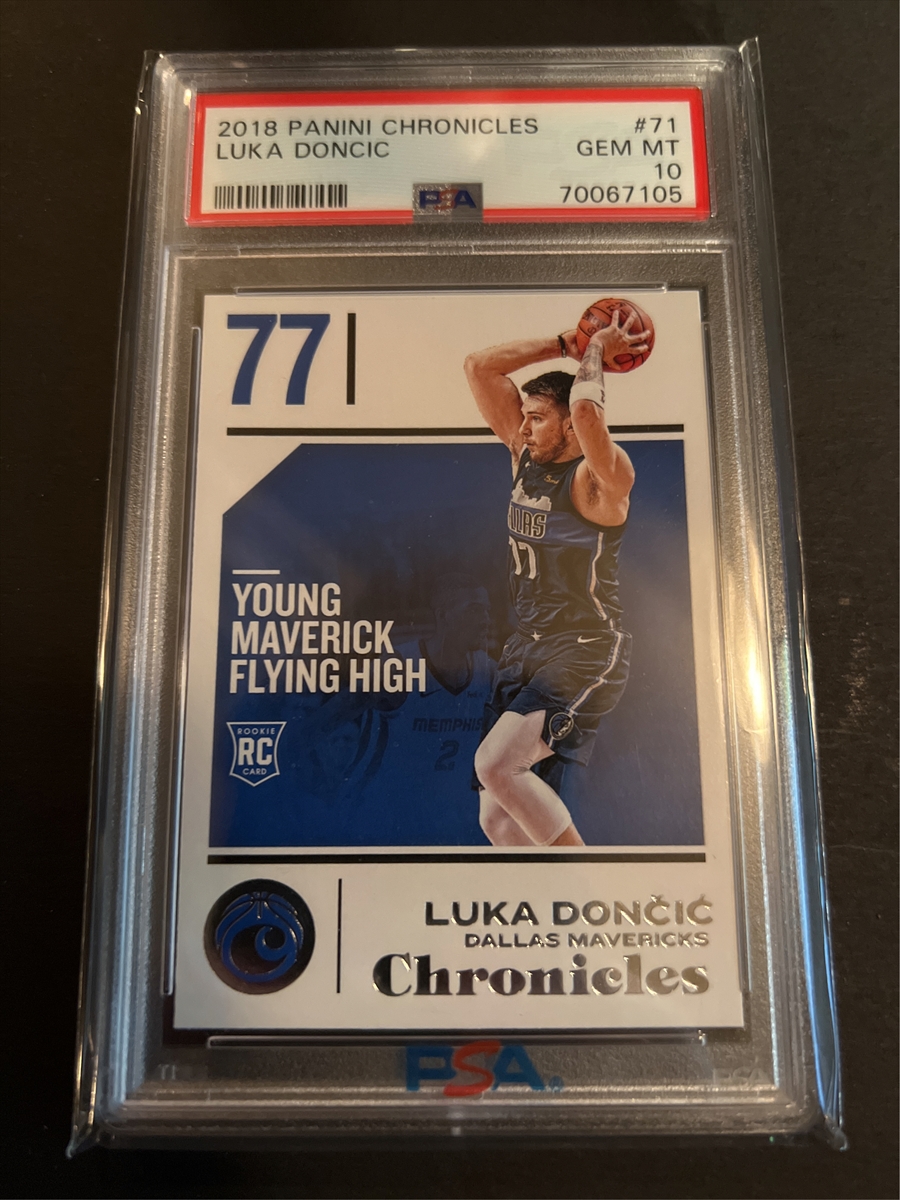 2018 PANINI CHRONICLES #71
LUKA DONCIC GEM MT
10
PSA 70067105
77
YOUNG
MAVERICK
FLYING HIGH
ROOKIE
RC
CARD
MEMPHIS
2
LUKA DONČIĆ
DALLAS MAVERICKS
Chronicles
PSA